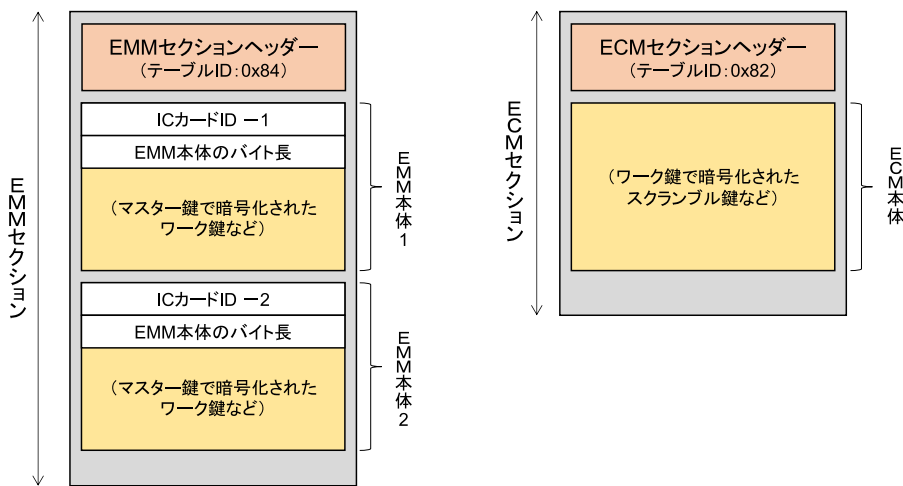 EMMセクション
EMMセクションヘッダー
(テーブルID:0x84)
ICカードID －1
EMM本体のバイト長
(マスター鍵で暗号化された
ワーク鍵など)
EMM本体1
ICカードID －2
EMM本体のバイト長
(マスター鍵で暗号化された
ワーク鍵など)
EMM本体2
ECMセクション
ECMセクションヘッダー
(テーブルID:0x82)
(ワーク鍵で暗号化された
スクランブル鍵など)
ECM本体